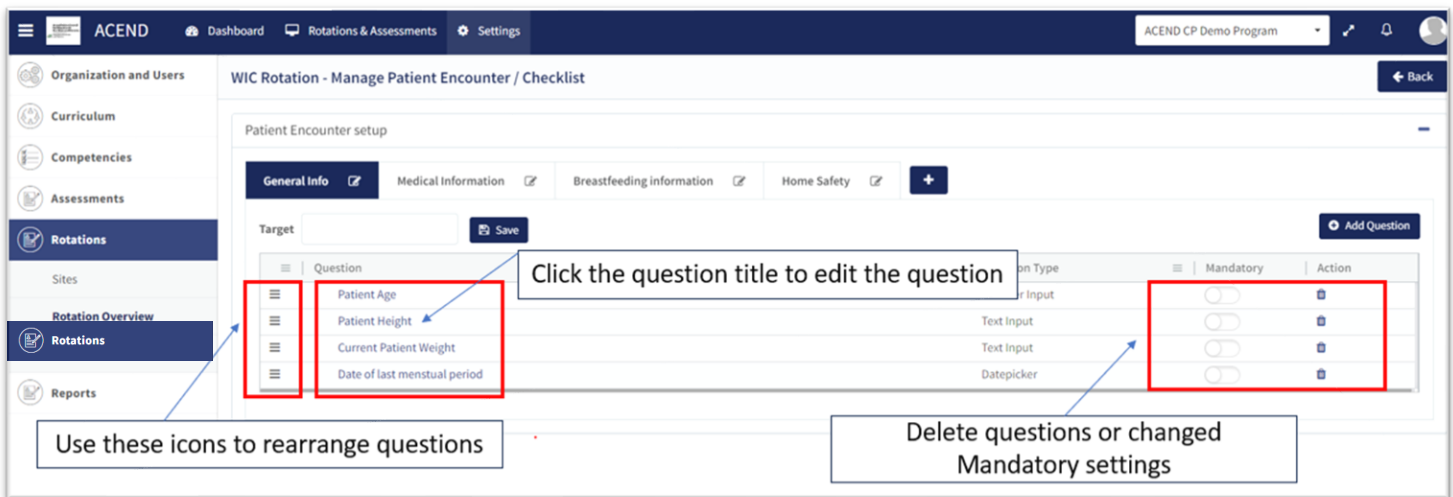 ACEND Dashboard Rotations & Assessments Settings ACEND CP Demo Program
Organization and Users
Curriculum
Competencies
Assessments
Rotations
Sites
Rotation Overview
Rotations
Reports
WIC Rotation - Manage Patient Encounter / Checklist
Back
Patient Encounter setup
General Info Medical Information Breastfeeding information Home Safety +
Target Save Add Question
Question on Type Mandatory Action
Click the question title to edit the question
Patient Age r Input
Patient Height Text Input
Current Patient Weight Text Input
Date of last menstual period Datepicker
Use these icons to rearrange questions
Delete questions or changed
Mandatory settings